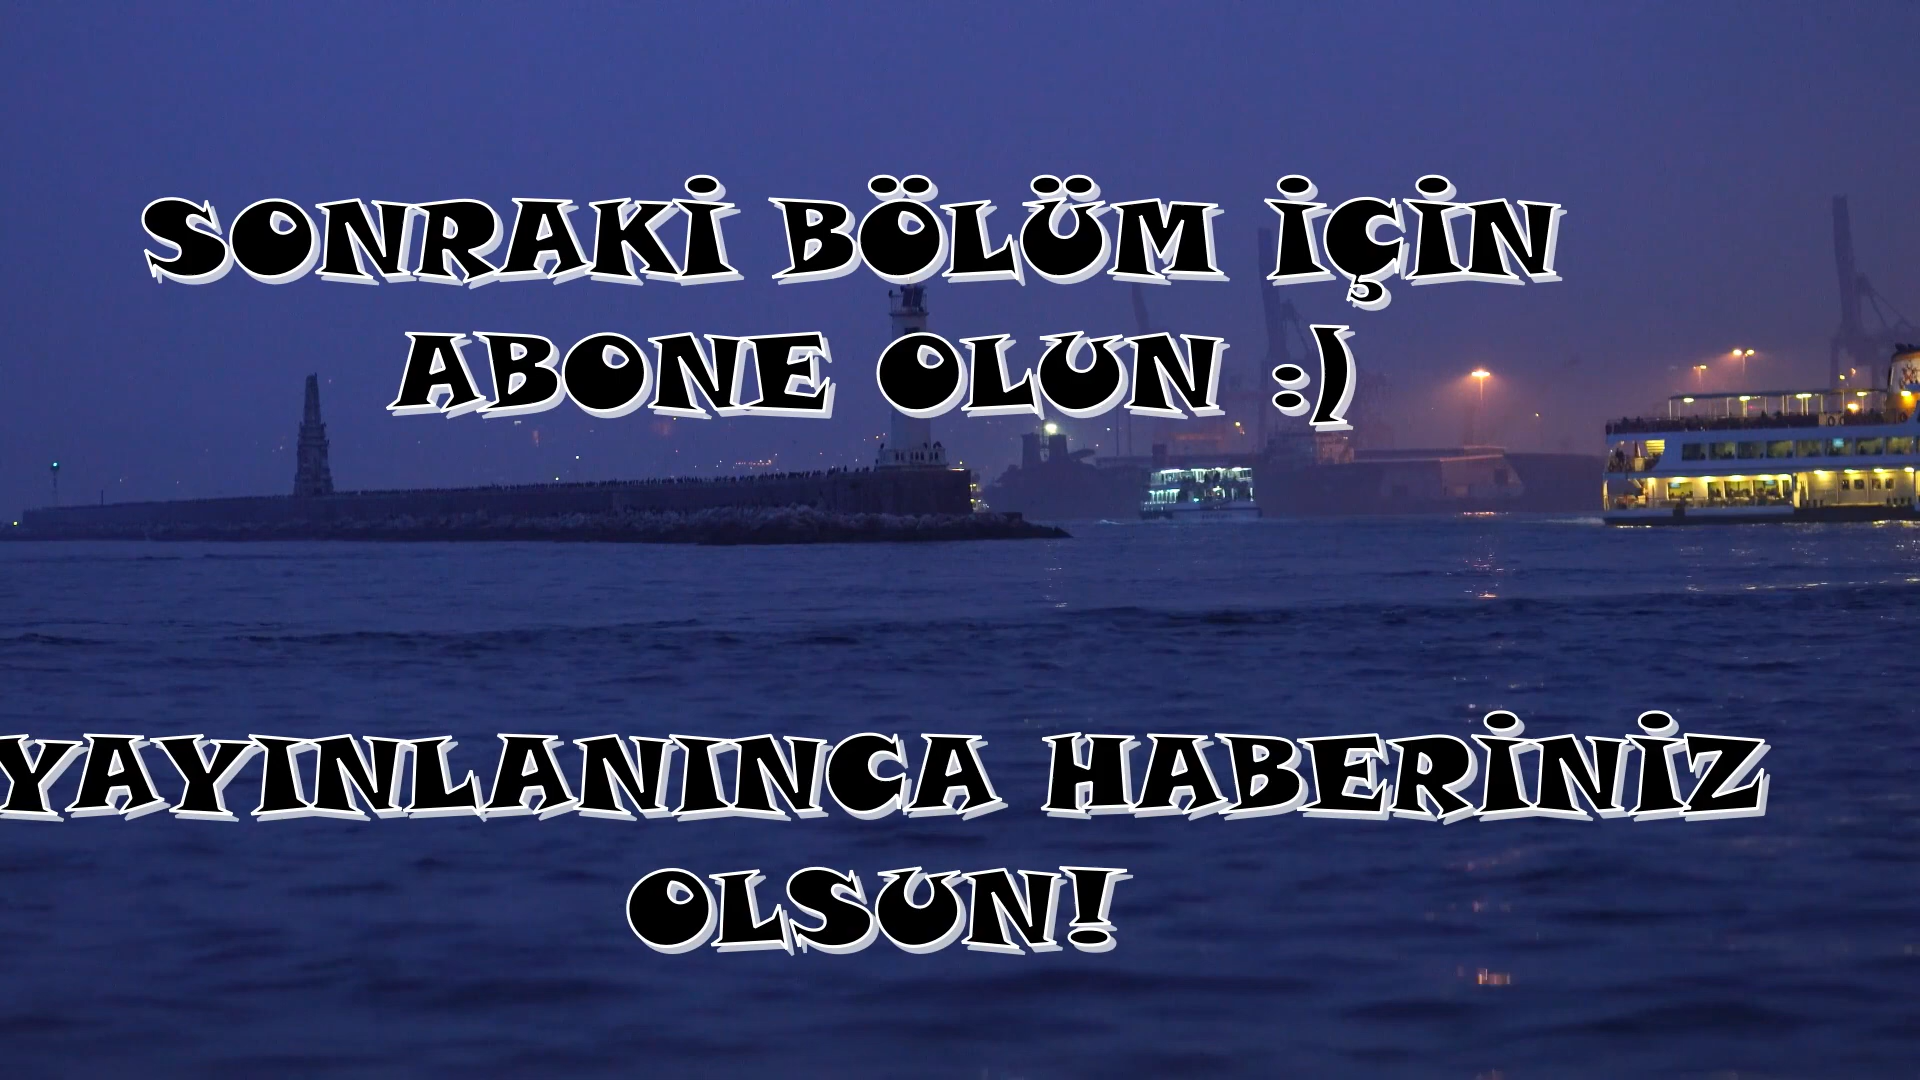 SONRAKİ BÖLÜM İÇİN
ABONE OLUN :)
YAYINLANINCA HABERİNİZ
OLSUN!